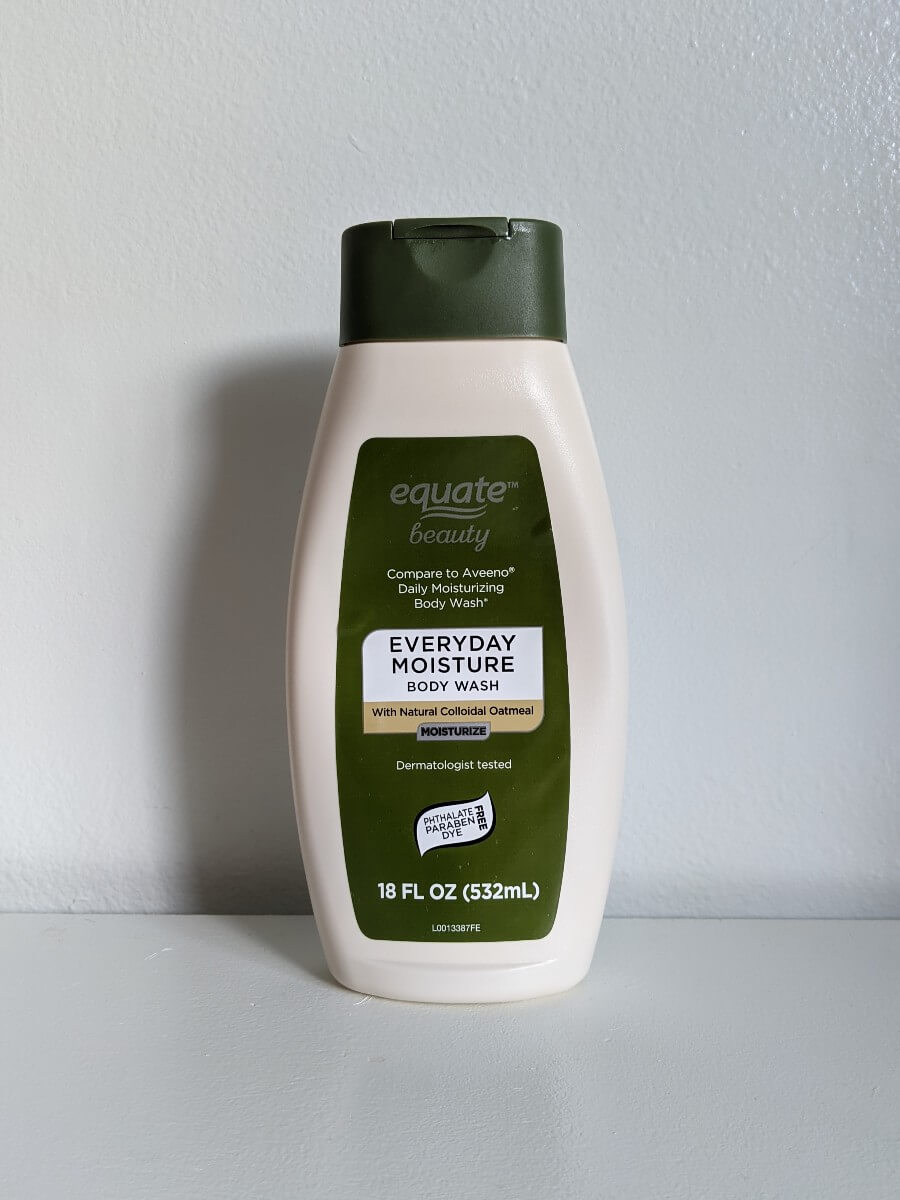 equate™
beauty
Compare to Aveeno®
Daily Moisturizing
Body Wash*
EVERYDAY
MOISTURE
BODY WASH
With Natural Colloidal Oatmeal
MOISTURIZE
Dermatologist tested
PHTHALATE
PARABEN
DYE
FREE
18 FL OZ (532mL)
L0013387FE